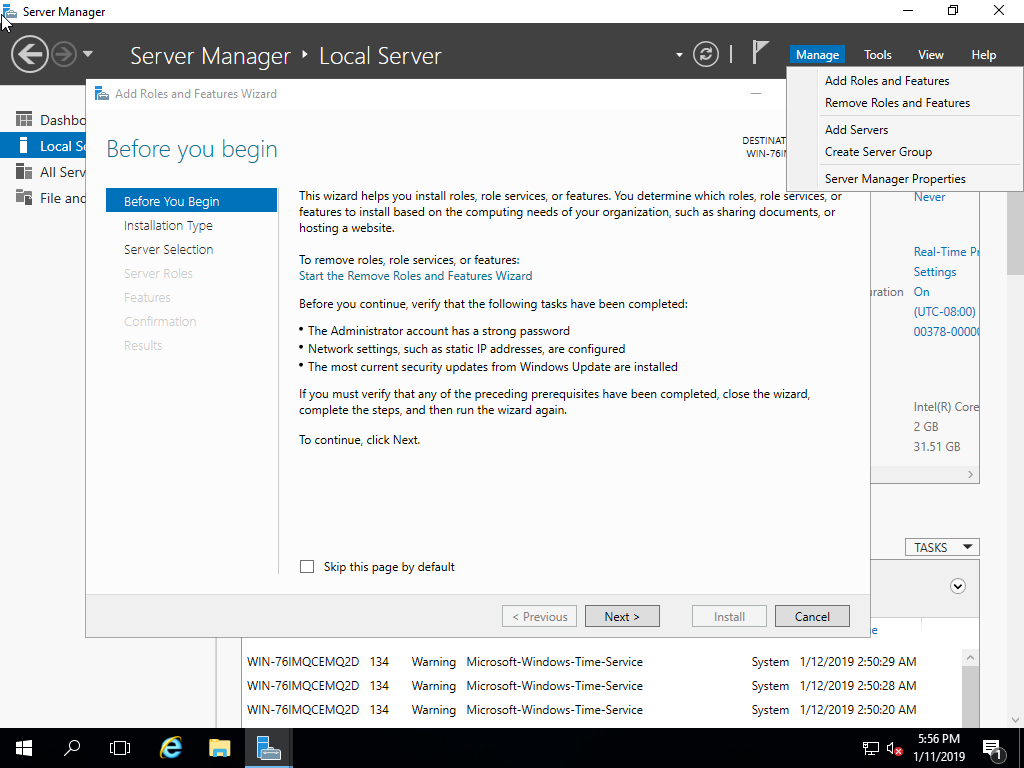 Server Manager
Server Manager ‣ Local Server
Manage Tools View Help
Add Roles and Features
Remove Roles and Features
Add Servers
Create Server Group
Server Manager Properties
Dashbo
Local Se
All Serv
File and
Add Roles and Features Wizard
Before you begin
DESTINAT
WIN-76I
Before You Begin
Installation Type
Server Selection
Server Roles
Features
Confirmation
Results
This wizard helps you install roles, role services, or features. You determine which roles, role services, or
features to install based on the computing needs of your organization, such as sharing documents, or
hosting a website.
To remove roles, role services, or features:
Start the Remove Roles and Features Wizard
Before you continue, verify that the following tasks have been completed:
• The Administrator account has a strong password
• Network settings, such as static IP addresses, are configured
• The most current security updates from Windows Update are installed
If you must verify that any of the preceding prerequisites have been completed, close the wizard,
complete the steps, and then run the wizard again.
To continue, click Next.
Skip this page by default
< Previous Next > Install Cancel
Never
Real-Time Pr
Settings
uration On
(UTC-08:00)
00378-00000
Intel(R) Core
2 GB
31.51 GB
TASKS
e
WIN-76IMQCEMQ2D 134 Warning Microsoft-Windows-Time-Service System 1/12/2019 2:50:29 AM
WIN-76IMQCEMQ2D 134 Warning Microsoft-Windows-Time-Service System 1/12/2019 2:50:28 AM
WIN-76IMQCEMQ2D 134 Warning Microsoft-Windows-Time-Service System 1/12/2019 2:50:20 AM
5:56 PM
1/11/2019
1